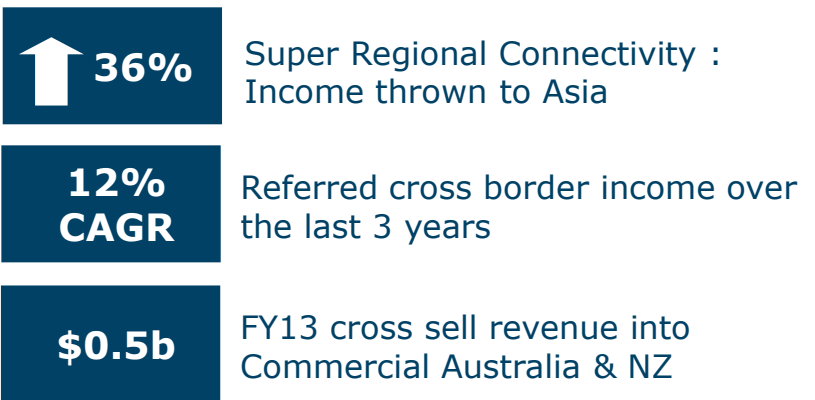 36%
Super Regional Connectivity :
Income thrown to Asia
12%
CAGR
Referred cross border income over
the last 3 years
$0.5b
FY13 cross sell revenue into
Commercial Australia & NZ